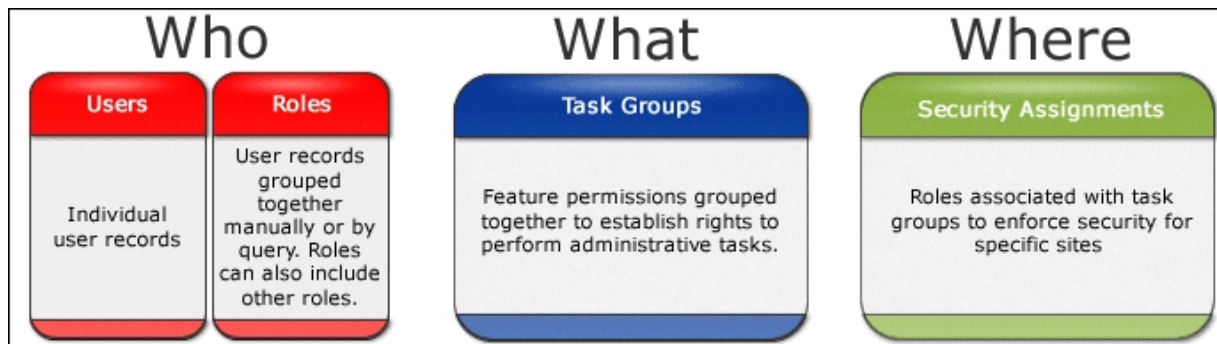 Who
What
Where
Users
Roles
Task Groups
Security Assignments
Individual
user records
User records
grouped
together
manually or by
query. Roles
can also include
other roles.
Feature permissions grouped
together to establish rights to
perform administrative tasks.
Roles associated with task
groups to enforce security for
specific sites